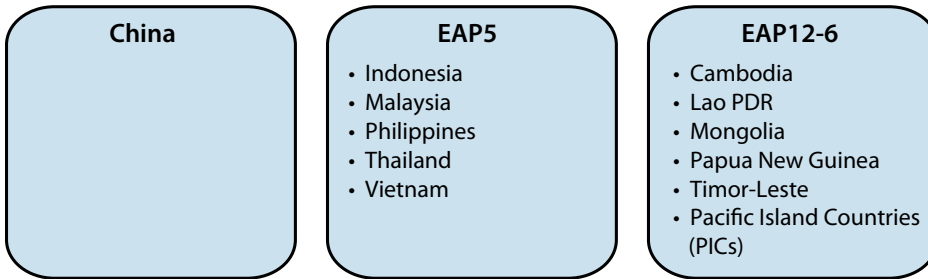 China
EAP5
• Indonesia
• Malaysia
• Philippines
• Thailand
• Vietnam
EAP12-6
• Cambodia
• Lao PDR
• Mongolia
• Papua New Guinea
• Timor-Leste
• Pacific Island Countries
(PICs)